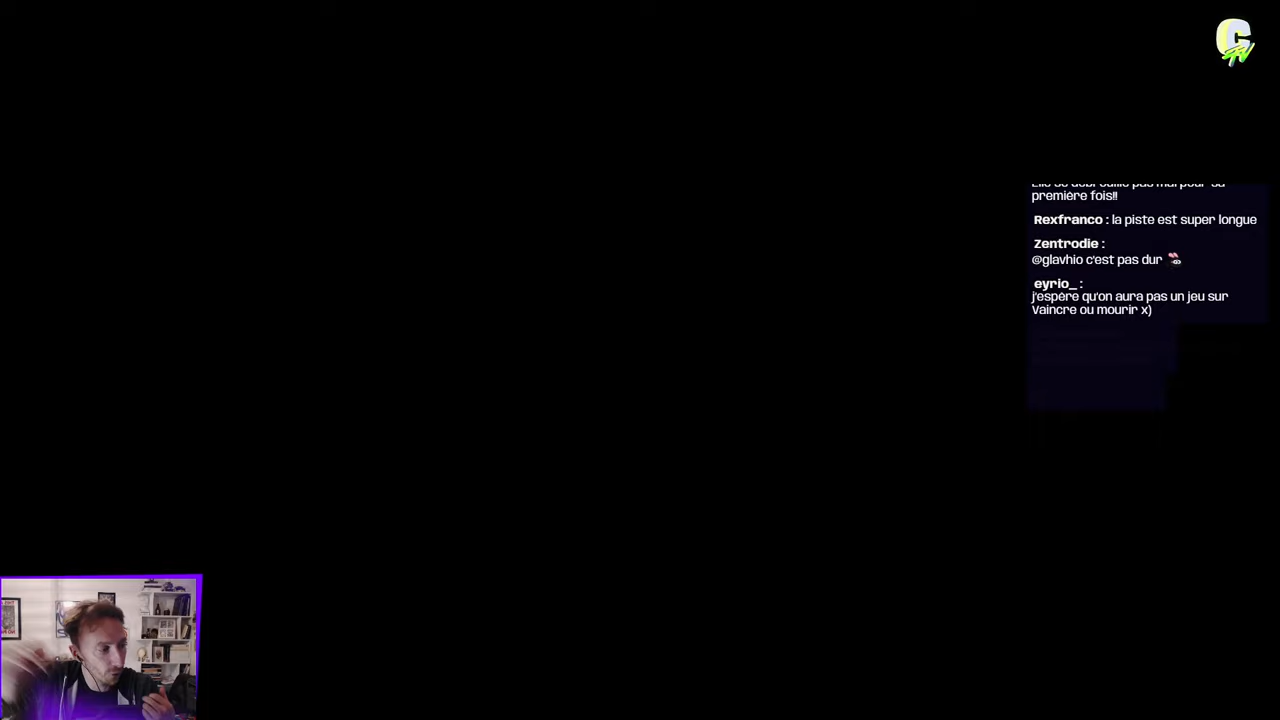 première fois!!
Rexfranco : la piste est super longue
Zentrodie :
@glavhio c'est pas dur
eyrio_ :
j'espère qu'on aura pas un jeu sur
Vaincre ou mourir x)